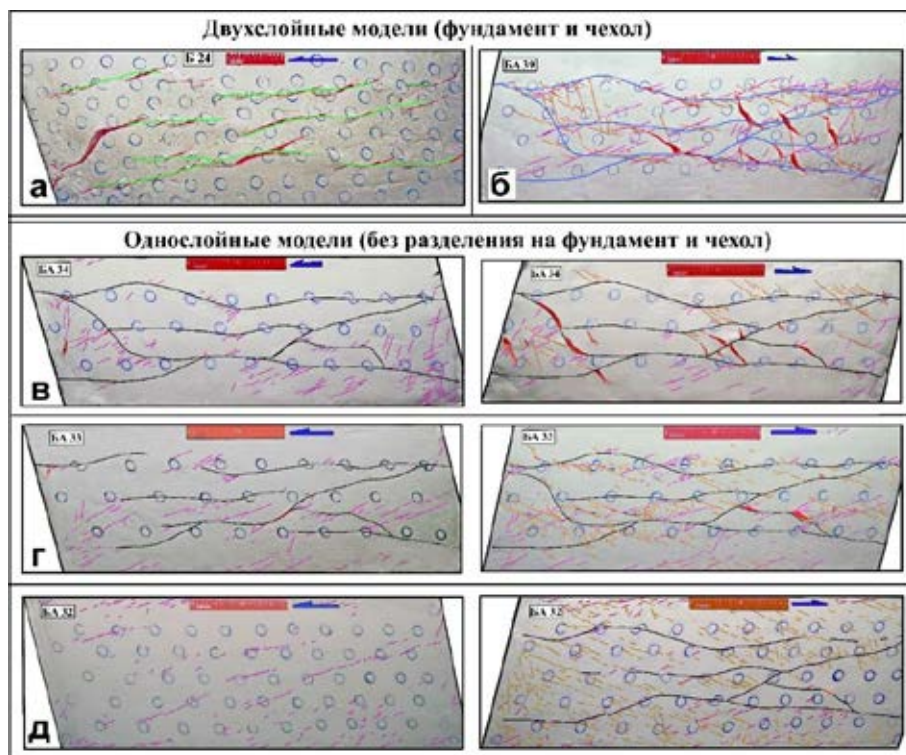 Двухслойные модели (фундамент и чехол)
Б 24
БА 30
а
б
Однослойные модели (без разделения на фундамент и чехол)
БА 34
БА 34
в
БА 33
БА 33
г
БА 32
БА 32
д